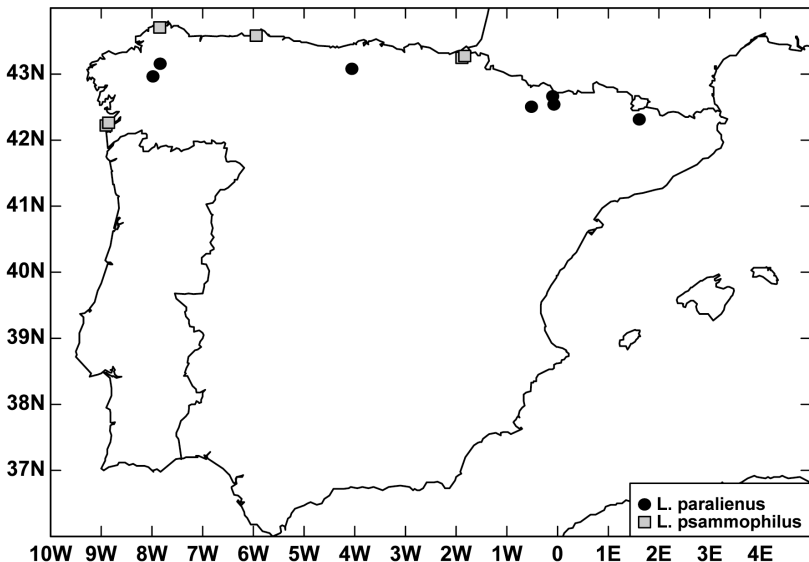 43N
42N
41N
40N
39N
38N
37N
L. paralienus
L. psammophilus
10W 9W 8W 7W 6W 5W 4W 3W 2W 1W 0 1E 2E 3E 4E